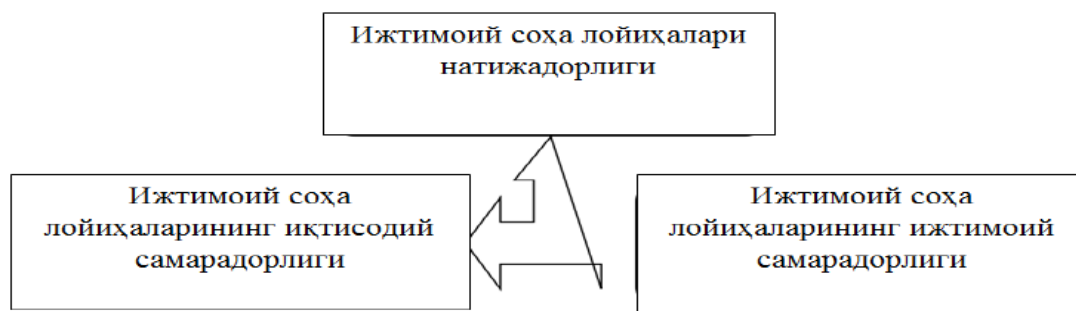 Ижтимоий соҳа лойиҳалари
натижадорлиги
Ижтимоий соҳа
лойиҳаларининг иқтисодий
самарадорлиги
Ижтимоий соҳа
лойиҳаларининг ижтимоий
самарадорлиги